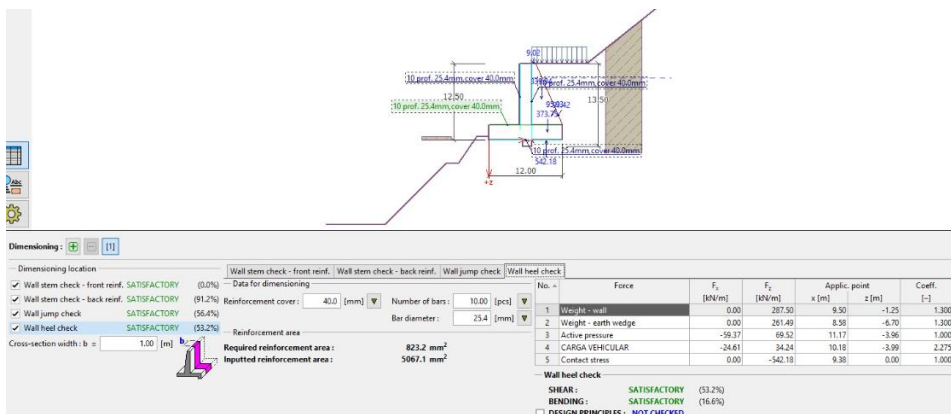 9.02
10 prof. 25.4mm,cover 40.0mm
10 prof. 25.4mm,cover 40.0mm
12.50
13.50
10 prof. 25.4mm,cover 40.0mm
373.75
10 prof. 25.4mm,cover 40.0mm
542.18
12.00
+z
Abc
Dimensioning : [1]
Dimensioning location
Wall stem check - front reinf. SATISFACTORY (0.0%)
Wall stem check - back reinf. SATISFACTORY (91.2%)
Wall jump check SATISFACTORY (56.4%)
Wall heel check SATISFACTORY (53.2%)
Cross-section width : b = 1.00 [m] b
Wall stem check - front reinf. Wall stem check - back reinf. Wall jump check Wall heel check
Data for dimensioning
Reinforcement cover : 40.0 [mm] Number of bars : 10.00 [pcs]
Bar diameter : 25.4 [mm]
Reinforcement area
Required reinforcement area : 823.2 mm²
Inputted reinforcement area : 5067.1 mm²
No. Force Fx Fz Applic. point Coeff.
[kN/m] [kN/m] x [m] z [m] [–]
1 Weight - wall 0.00 287.50 9.50 -1.25 1.300
2 Weight - earth wedge 0.00 261.49 8.58 -6.70 1.300
3 Active pressure -59.37 69.52 11.17 -3.96 1.000
4 CARGA VEHICULAR -24.61 34.24 10.18 -3.99 2.275
5 Contact stress 0.00 -542.18 9.38 0.00 1.000
Wall heel check
SHEAR : SATISFACTORY (53.2%)
BENDING : SATISFACTORY (16.6%)
DESIGN PRINCIPLES : NOT CHECKED